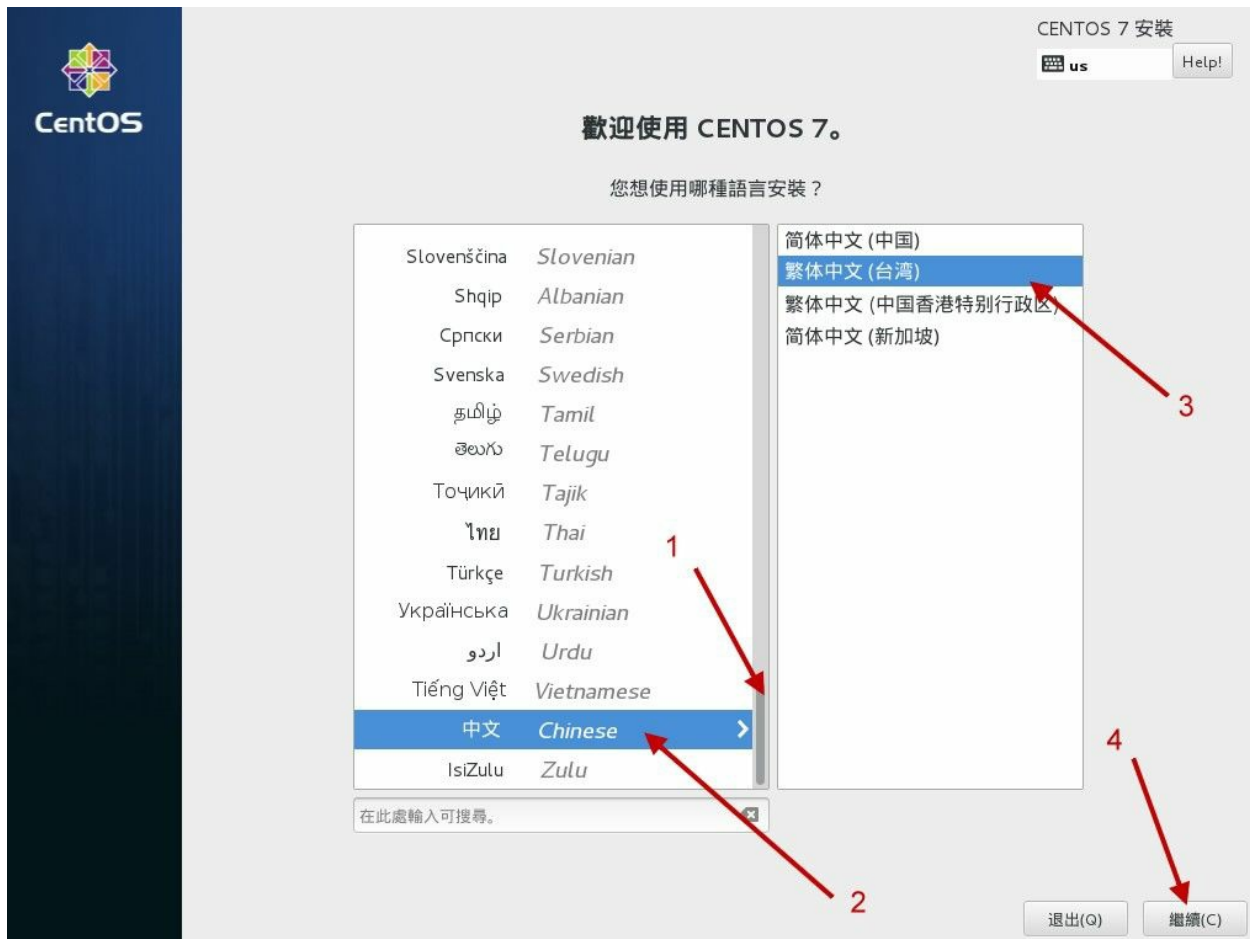 CentOS
CENTOS 7 安裝
us
Help!
歡迎使用 CENTOS 7。
您想使用哪種語言安裝？
Slovenščina Slovenian
Shqip Albanian
Српски Serbian
Svenska Swedish
தமிழ் Tamil
తెలుగు Telugu
Тоҷикӣ Tajik
ไทย Thai
Türkçe Turkish
Українська Ukrainian
اردو Urdu
Tiếng Việt Vietnamese
中文 Chinese
IsiZulu Zulu
在此處輸入可搜尋。
简体中文 (中国)
繁体中文 (台湾)
繁体中文 (中国香港特别行政区)
简体中文 (新加坡)
1
2
3
4
退出(Q)
繼續(C)